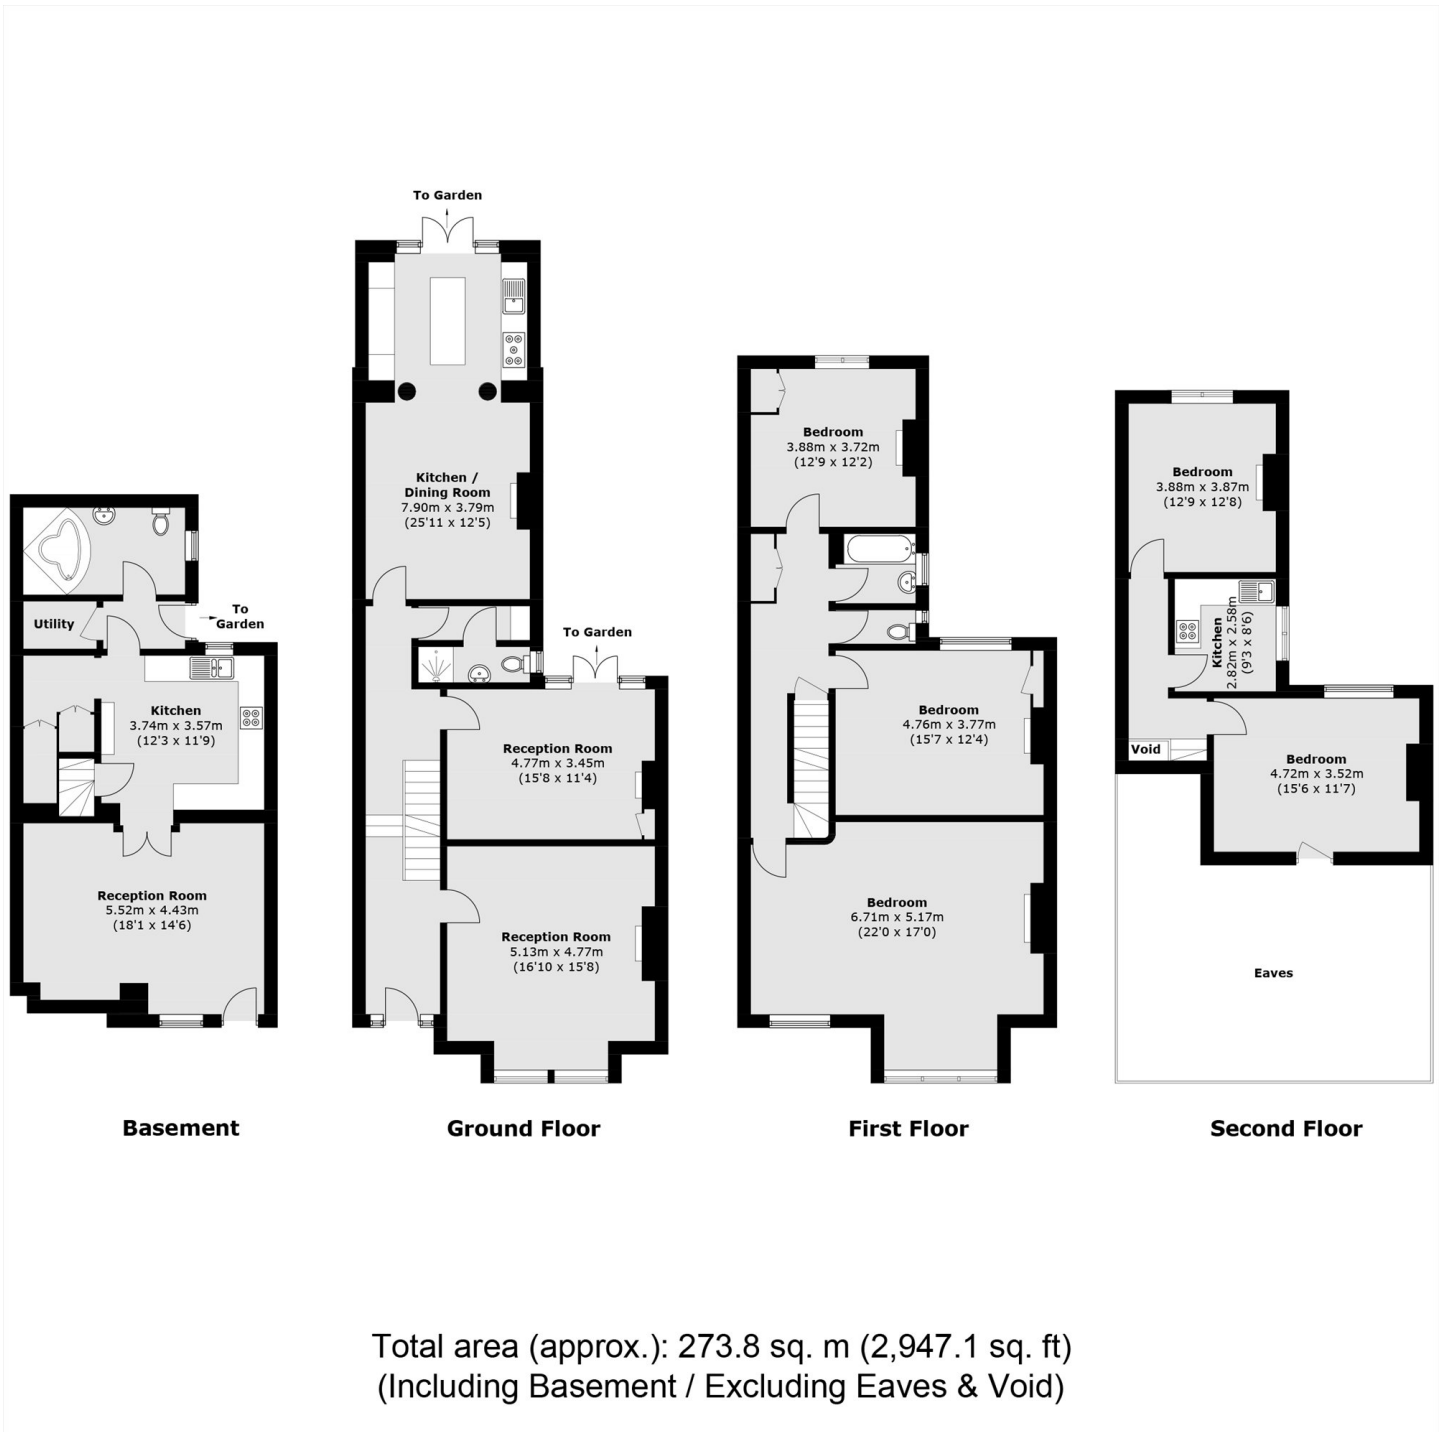 To Garden
Kitchen /
Dining Room
7.90m x 3.79m
(25'11 x 12'5)
Utility
To
Garden
Kitchen
3.74m x 3.57m
(12'3 x 11'9)
Reception Room
5.52m x 4.43m
(18'1 x 14'6)
To Garden
Reception Room
4.77m x 3.45m
(15'8 x 11'4)
Reception Room
5.13m x 4.77m
(16'10 x 15'8)
Bedroom
3.88m x 3.72m
(12'9 x 12'2)
Bedroom
4.76m x 3.77m
(15'7 x 12'4)
Bedroom
6.71m x 5.17m
(22'0 x 17'0)
Bedroom
3.88m x 3.87m
(12'9 x 12'8)
Kitchen
2.82m x 2.58m
(9'3 x 8'6)
Void
Bedroom
4.72m x 3.52m
(15'6 x 11'7)
Eaves
Basement
Ground Floor
First Floor
Second Floor
Total area (approx.): 273.8 sq. m (2,947.1 sq. ft)
(Including Basement / Excluding Eaves & Void)